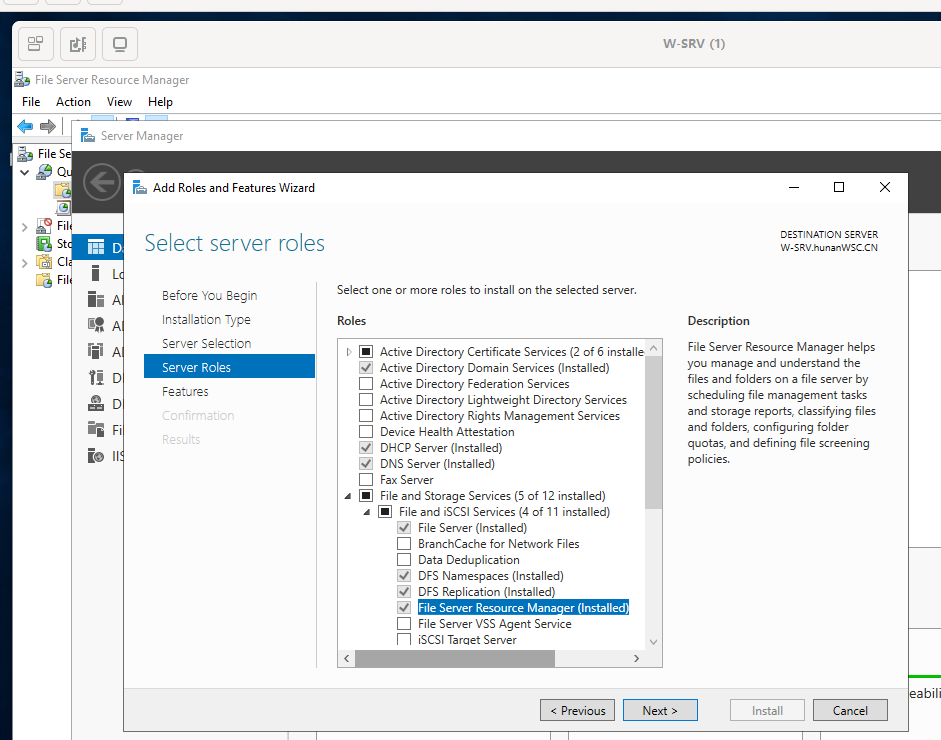 W-SRV (1)
File Server Resource Manager
File Action View Help
Server Manager
File Se
Qu
File
Sto
Cla
File
Add Roles and Features Wizard
Select server roles
DESTINATION SERVER
W-SRV.hunanWSC.CN
Before You Begin
Installation Type
Server Selection
Server Roles
Features
Confirmation
Results
Select one or more roles to install on the selected server.
Roles
Active Directory Certificate Services (2 of 6 installe
Active Directory Domain Services (Installed)
Active Directory Federation Services
Active Directory Lightweight Directory Services
Active Directory Rights Management Services
Device Health Attestation
DHCP Server (Installed)
DNS Server (Installed)
Fax Server
File and Storage Services (5 of 12 installed)
File and iSCSI Services (4 of 11 installed)
File Server (Installed)
BranchCache for Network Files
Data Deduplication
DFS Namespaces (Installed)
DFS Replication (Installed)
File Server Resource Manager (Installed)
File Server VSS Agent Service
iSCSI Target Server
Description
File Server Resource Manager helps
you manage and understand the
files and folders on a file server by
scheduling file management tasks
and storage reports, classifying files
and folders, configuring folder
quotas, and defining file screening
policies.
< Previous
Next >
Install
Cancel
eabili